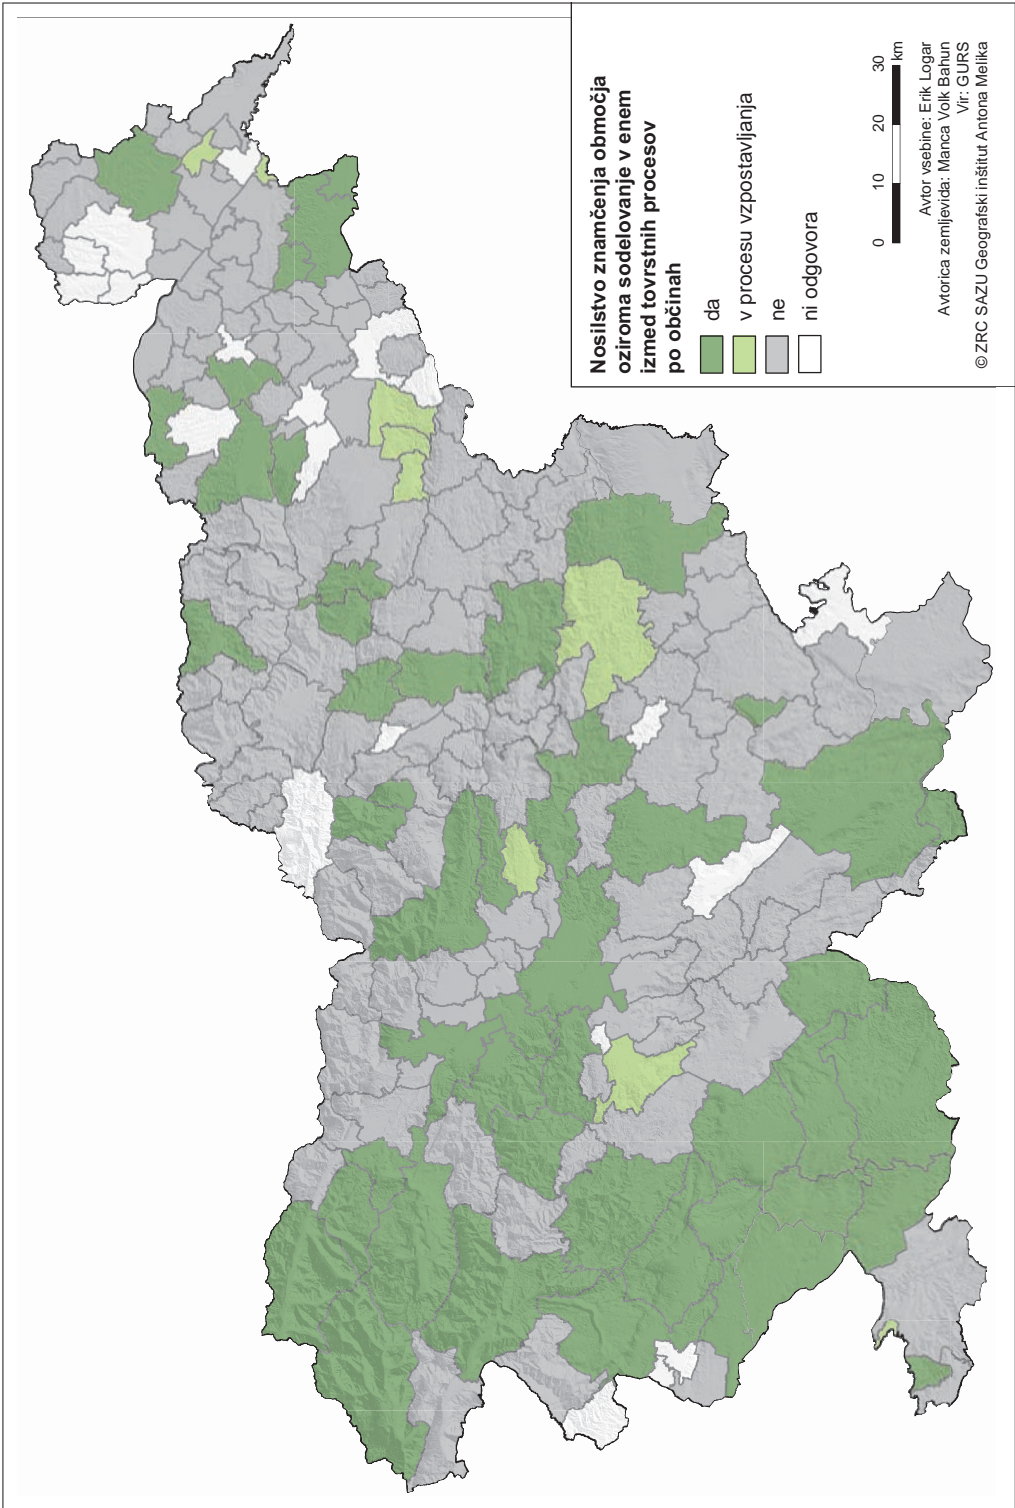 Nosilstvo znamčenja območja
oziroma sodelovanje v enem
izmed tovrstnih procesov
po občinah
da
v procesu vzpostavljanja
ne
ni odgovora
0 10 20 30
km
Avtor vsebine: Erik Logar
Avtorica zemljevida: Manca Volk Bahun
Vir: GURS
©ZRC SAZU Geografski inštitut Antona Melika